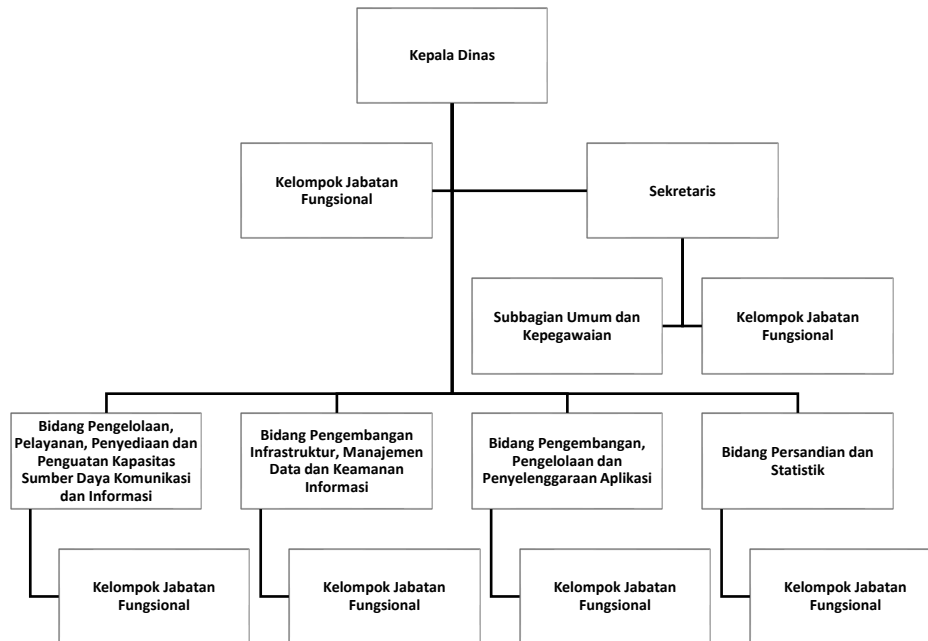 Kepala Dinas
Kelompok Jabatan
Fungsional
Sekretaris
Subbagian Umum dan
Kepegawaian
Kelompok Jabatan
Fungsional
Bidang Pengelolaan,
Pelayanan, Penyediaan dan
Penguatan Kapasitas
Sumber Daya Komunikasi
dan Informasi
Bidang Pengembangan
Infrastruktur, Manajemen
Data dan Keamanan
Informasi
Bidang Pengembangan,
Pengelolaan dan
Penyelenggaraan Aplikasi
Bidang Persandian dan
Statistik
Kelompok Jabatan
Fungsional
Kelompok Jabatan
Fungsional
Kelompok Jabatan
Fungsional
Kelompok Jabatan
Fungsional